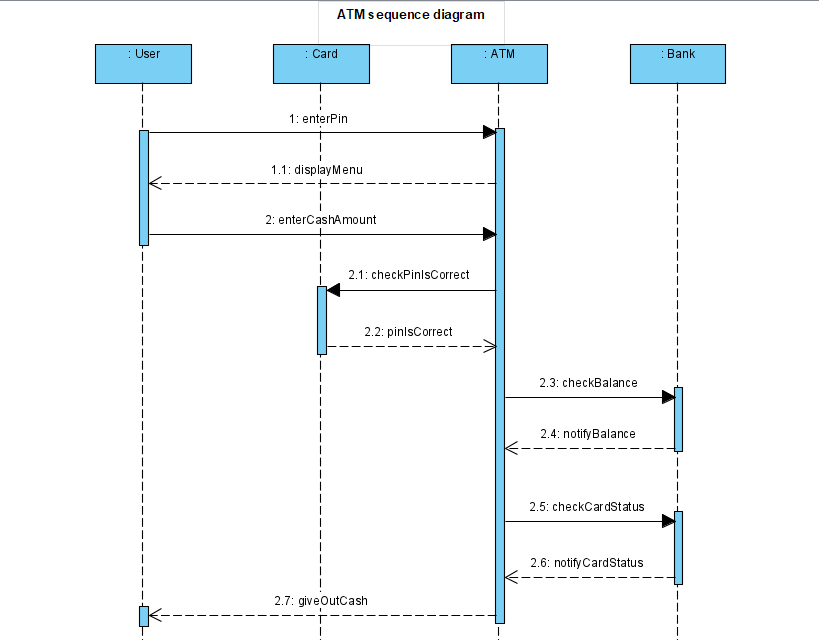 ATM sequence diagram
: User
: Card
: ATM
: Bank
1: enterPin
1.1: displayMenu
2: enterCashAmount
2.1: checkPinIsCorrect
2.2: pinIsCorrect
2.3: checkBalance
2.4: notifyBalance
2.5: checkCardStatus
2.6: notifyCardStatus
2.7: giveOutCash